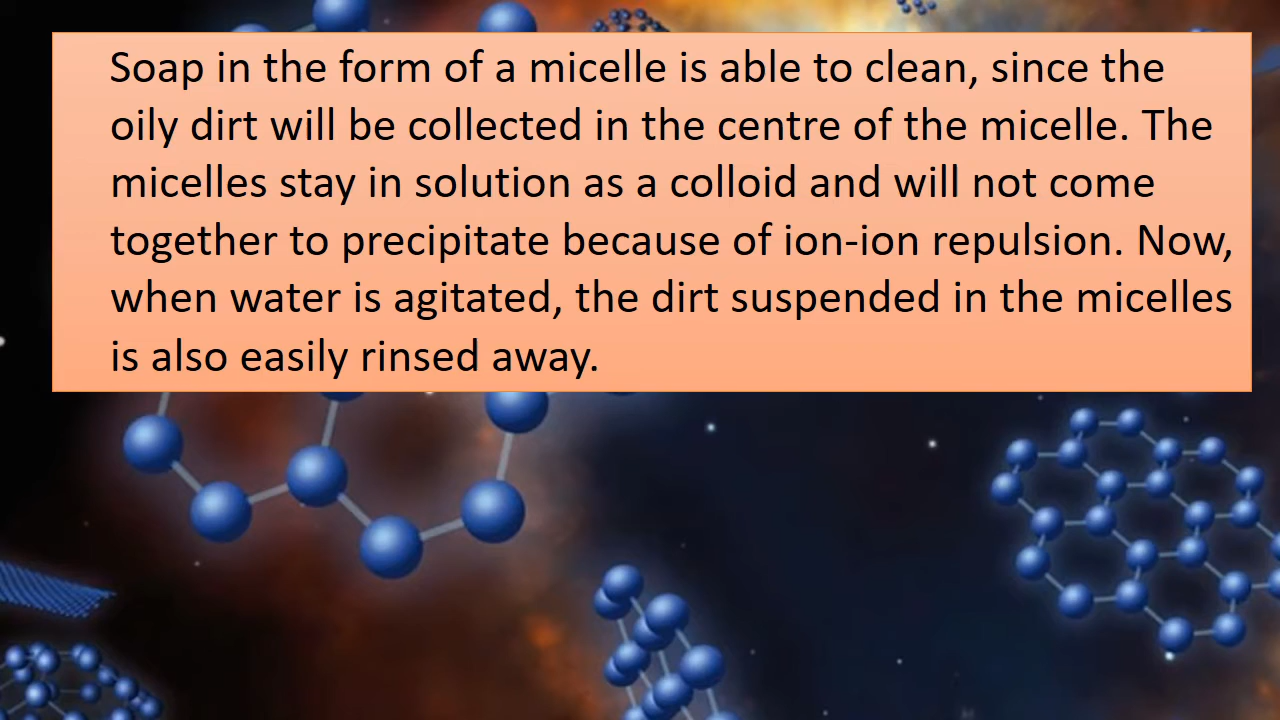 Soap in the form of a micelle is able to clean, since the
oily dirt will be collected in the centre of the micelle. The
micelles stay in solution as a colloid and will not come
together to precipitate because of ion-ion repulsion. Now,
when water is agitated, the dirt suspended in the micelles
is also easily rinsed away.